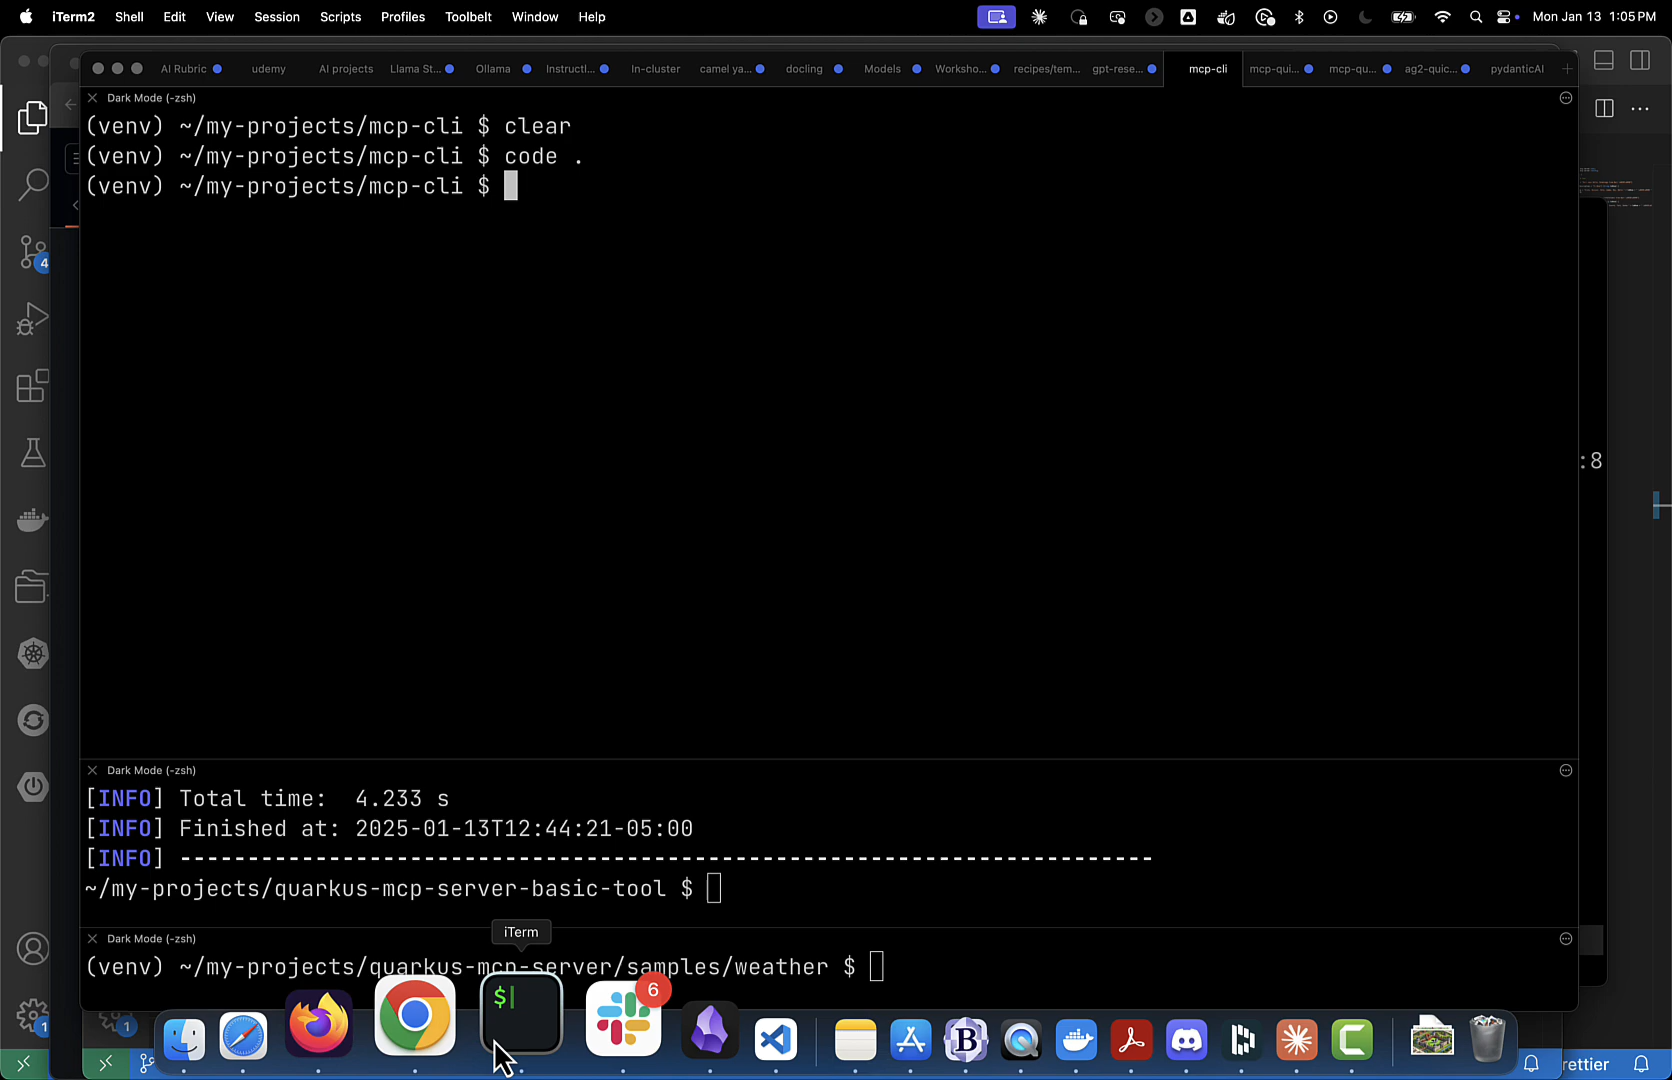 iTerm2 Shell Edit View Session Scripts Profiles Toolbelt Window Help Mon Jan 13 1:05 PM
AI Rubric udemy AI projects Llama St... Ollama Instructl... In-cluster camel ya... docling Models Worksho... recipes/tem... gpt-rese... mcp-cli mcp-qui... mcp-qu... ag2-quic... pydanticAI
Dark Mode (-zsh)
(venv) ~/my-projects/mcp-cli $ clear
(venv) ~/my-projects/mcp-cli $ code .
(venv) ~/my-projects/mcp-cli $
4
:8
Dark Mode (-zsh)
[INFO] Total time:  4.233 s
[INFO] Finished at: 2025-01-13T12:44:21-05:00
[INFO] ------------------------------------------------------------------------
~/my-projects/quarkus-mcp-server-basic-tool $
iTerm
Dark Mode (-zsh)
(venv) ~/my-projects/quarkus-mcp-server/samples/weather $
$
6
B
1
1
rettier